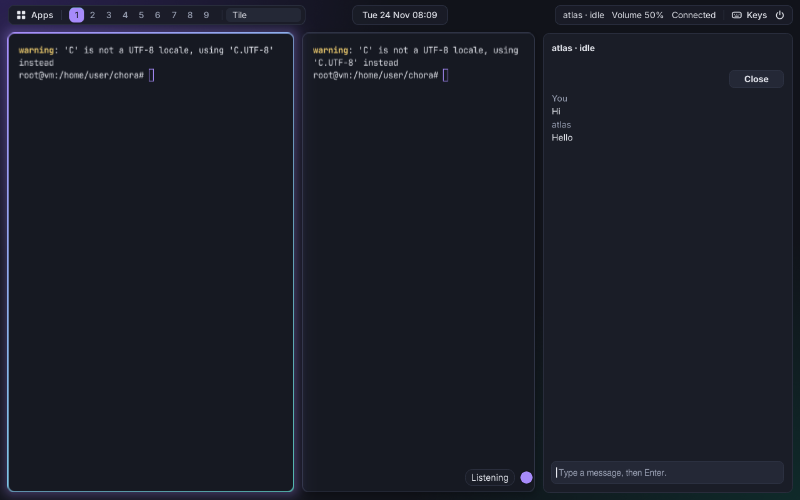 Apps 1 2 3 4 5 6 7 8 9 Tile
Tue 24 Nov 08:09
atlas · idle Volume 50% Connected Keys
warning: 'C' is not a UTF-8 locale, using 'C.UTF-8'
instead
root@vm:/home/user/chora#
warning: 'C' is not a UTF-8 locale, using
'C.UTF-8' instead
root@vm:/home/user/chora#
Listening
atlas · idle
Close
You
Hi
atlas
Hello
Type a message, then Enter.